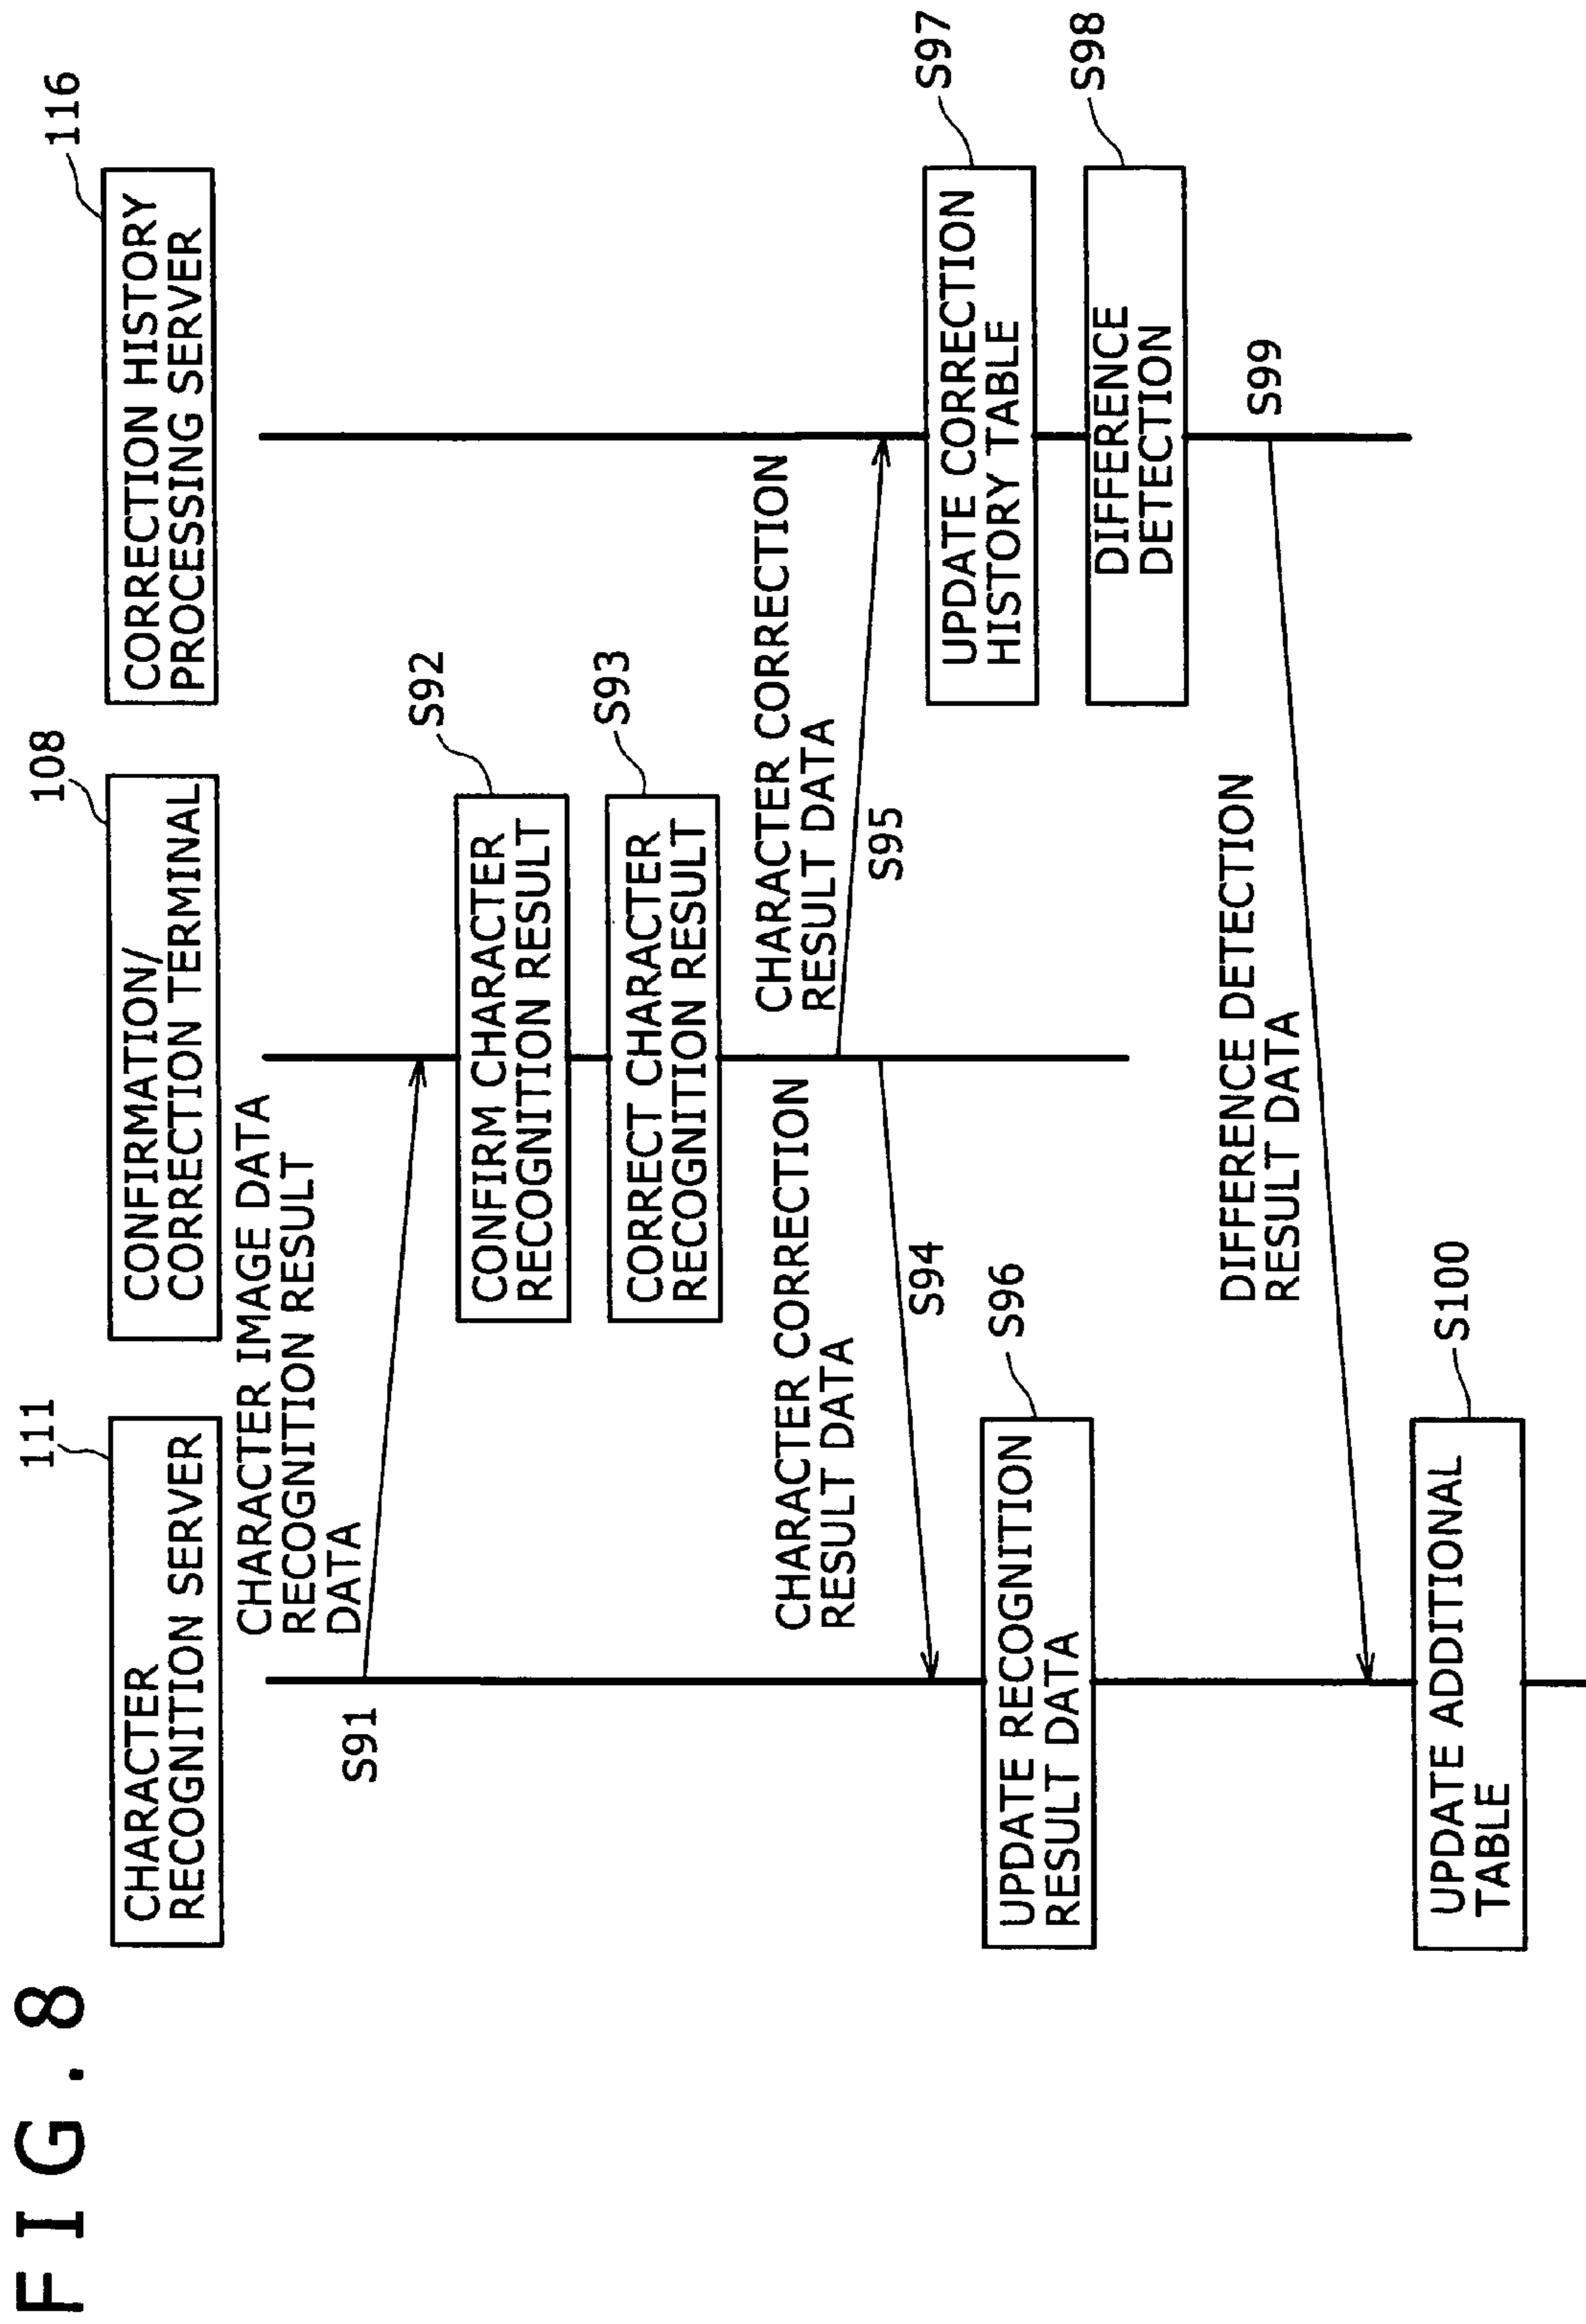 FIG.8
111
CHARACTER
RECOGNITION SERVER
108
CONFIRMATION/
CORRECTION TERMINAL
116
CORRECTION HISTORY
PROCESSING SERVER
CHARACTER IMAGE DATA
RECOGNITION RESULT
DATA
S91
S92
CONFIRM CHARACTER
RECOGNITION RESULT
S93
CORRECT CHARACTER
RECOGNITION RESULT
CHARACTER CORRECTION
RESULT DATA
S95
CHARACTER CORRECTION
RESULT DATA
S94
S96
UPDATE RECOGNITION
RESULT DATA
S97
UPDATE CORRECTION
HISTORY TABLE
S98
DIFFERENCE
DETECTION
S99
DIFFERENCE DETECTION
RESULT DATA
S100
UPDATE ADDITIONAL
TABLE